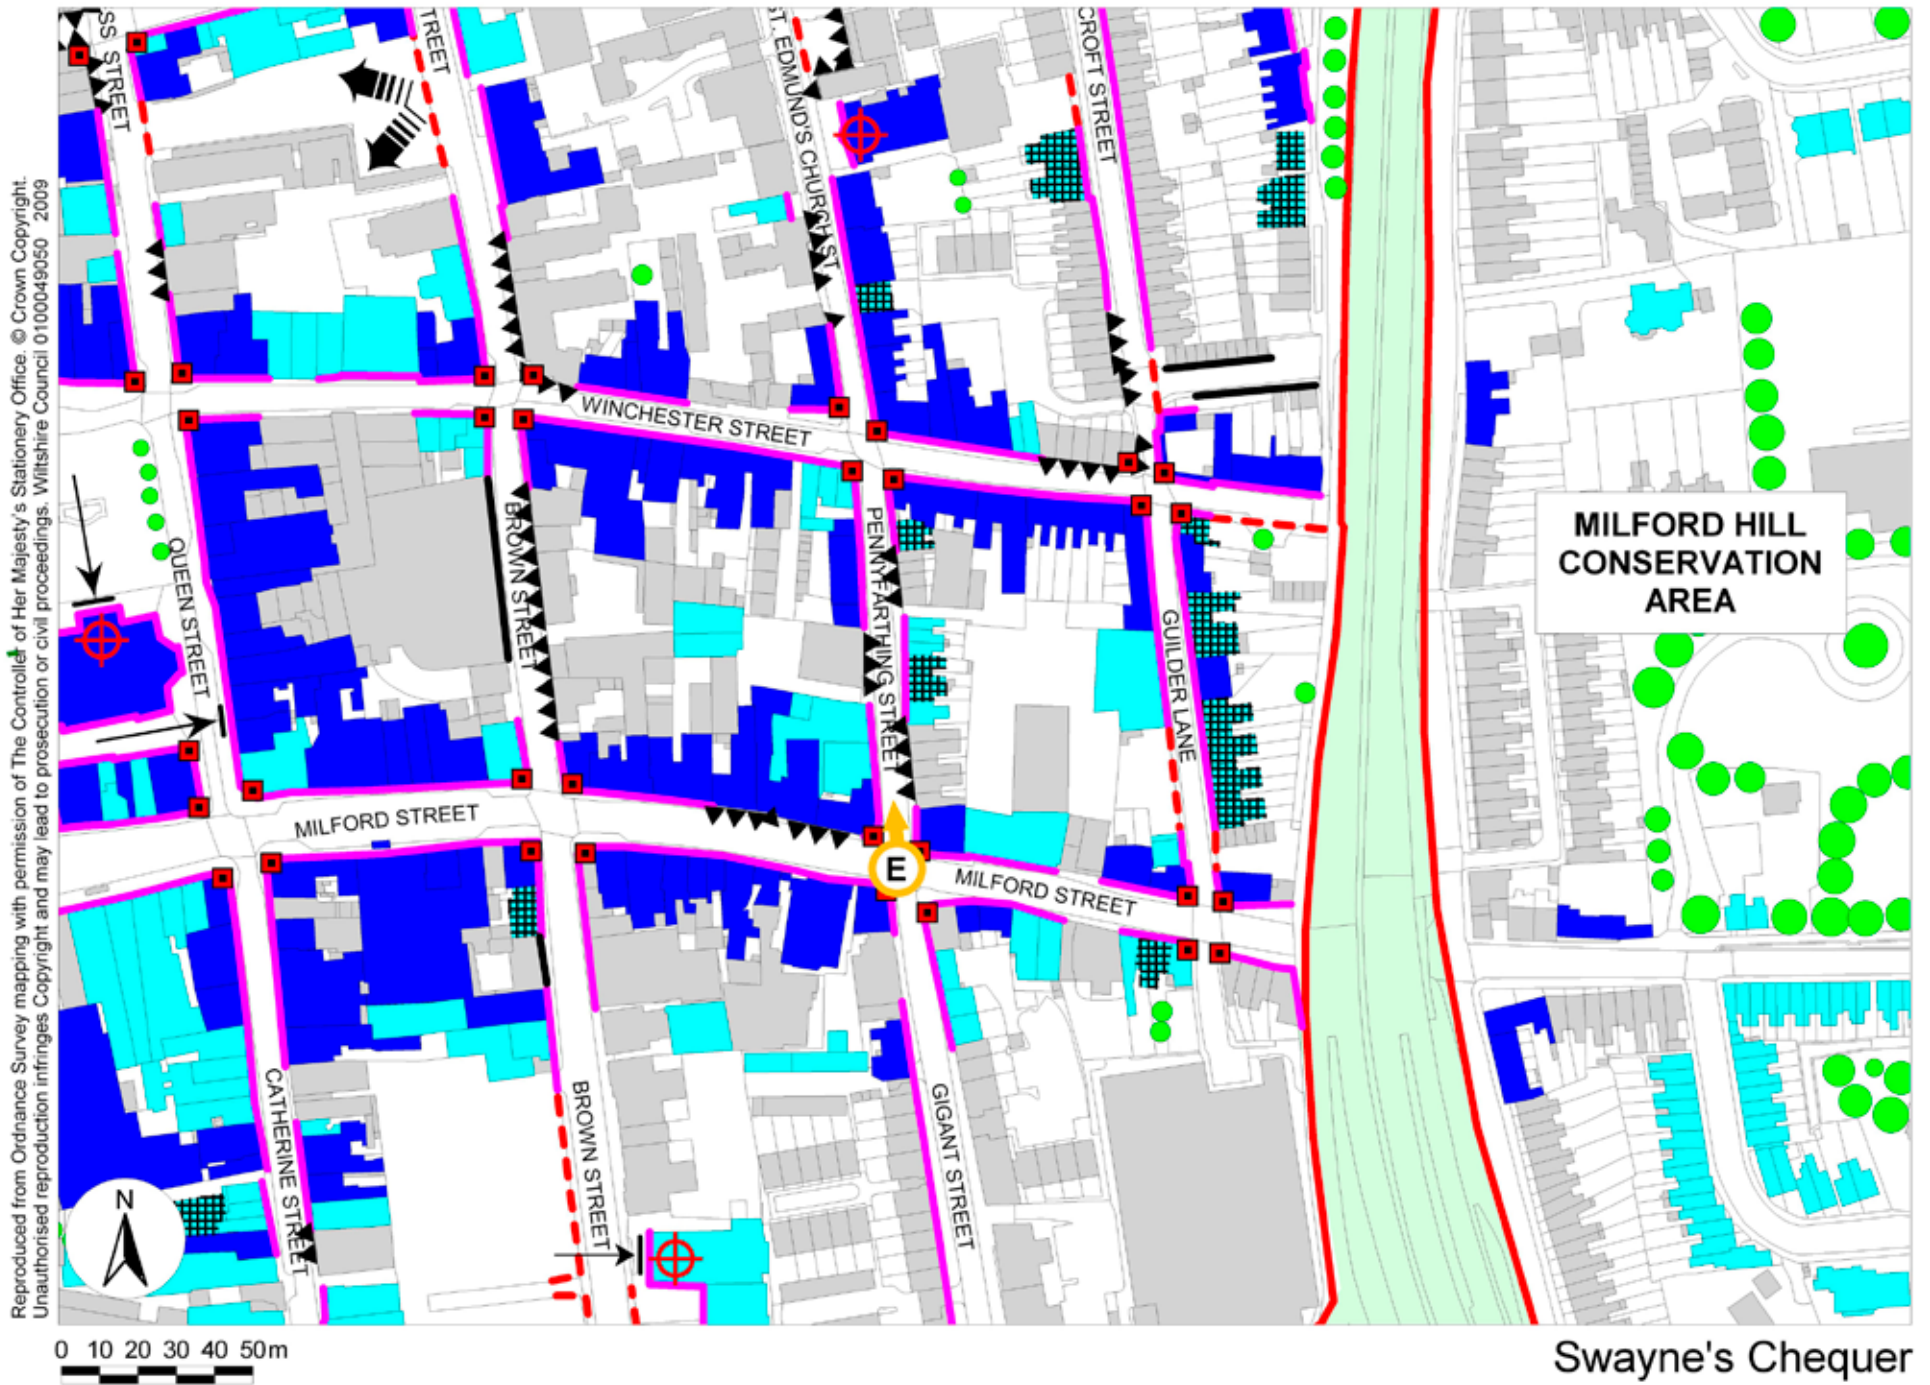 Reproduced from Ordnance Survey mapping with permission of The Controller of Her Majesty's Stationery Office. © Crown Copyright.
Unauthorised reproduction infringes Copyright and may lead to prosecution or civil proceedings. Wiltshire Council 0100049050 2009
SS STREET
TREET
ST. EDMUND'S CHURCH ST
CROFT STREET
WINCHESTER STREET
QUEEN STREET
BROWN STREET
PENNYFARTHING STREET
GUILDER LANE
MILFORD HILL
CONSERVATION
AREA
MILFORD STREET
E
MILFORD STREET
CATHERINE STREET
BROWN STREET
GIGANT STREET
N
0 10 20 30 40 50m
Swayne's Chequer